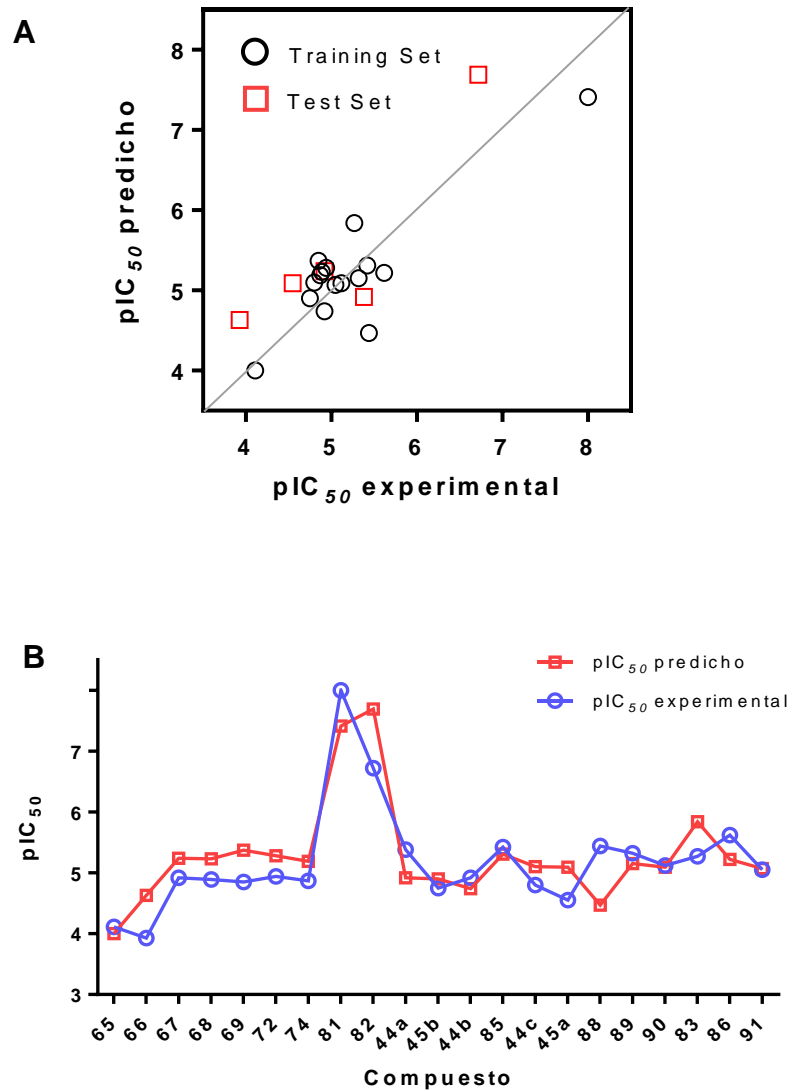 A
Training Set
Test Set
8
7
6
5
4
pIC50 predicho
4 5 6 7 8
pIC50 experimental
B
pIC50 predicho
pIC50 experimental
7
6
5
4
3
pIC50
65 66 67 68 69 72 74 81 82 44a 45b 44b 85 44c 45a 88 89 90 83 86 91
Compuesto